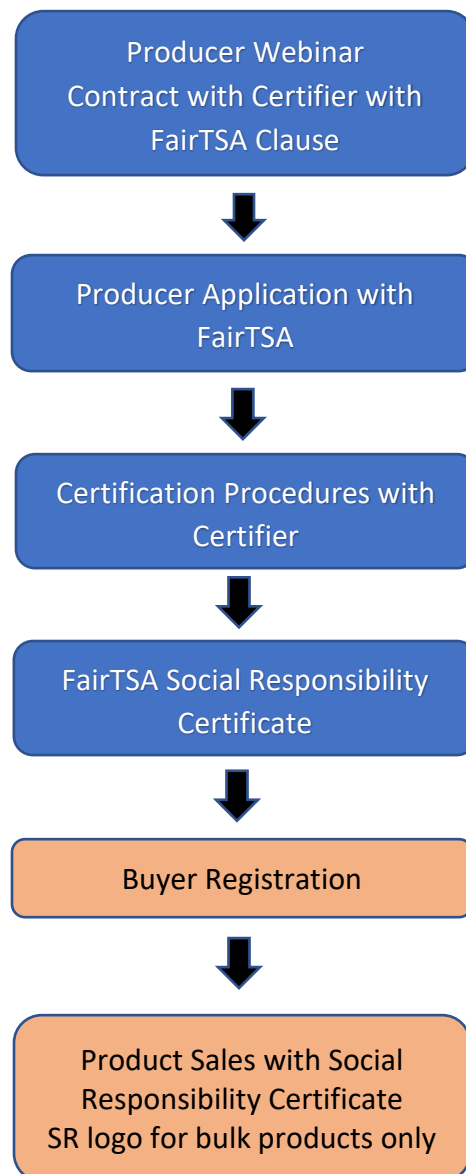 Producer Webinar
Contract with Certifier with
FairTSA Clause
Producer Application with
FairTSA
Certification Procedures with
Certifier
FairTSA Social Responsibility
Certificate
Buyer Registration
Product Sales with Social
Responsibility Certificate
SR logo for bulk products only